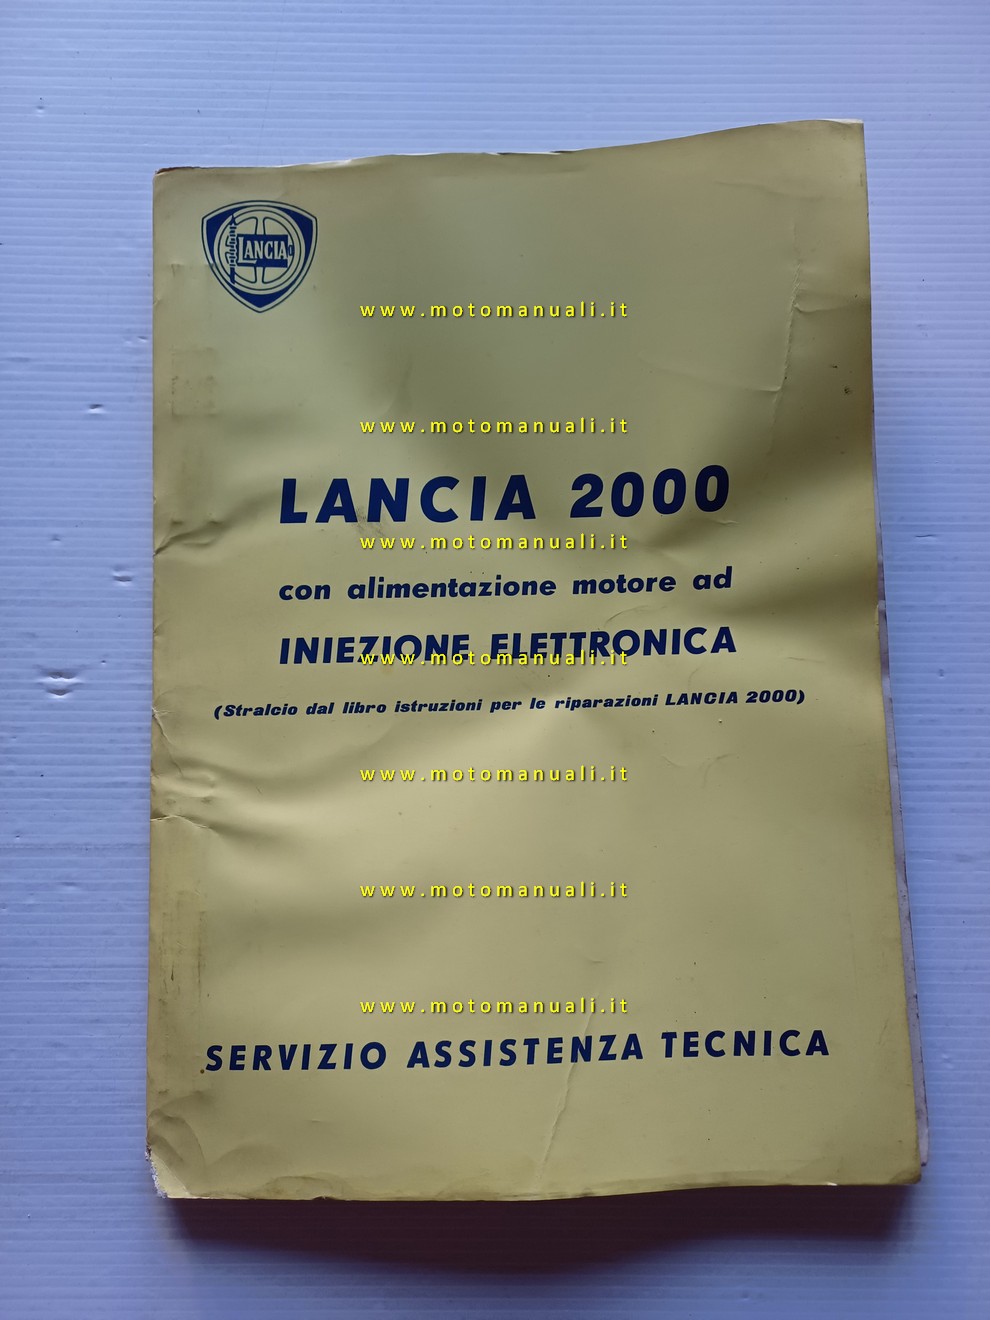 LANCIA
www.motomanuali.it
www.motomanuali.it
LANCIA 2000
www.motomanuali.it
con alimentazione motore ad
INIEZIONE ELETTRONICA
www.motomanuali.it
(Stralcio dal libro istruzioni per le riparazioni LANCIA 2000)
www.motomanuali.it
www.motomanuali.it
www.motomanuali.it
SERVIZIO ASSISTENZA TECNICA